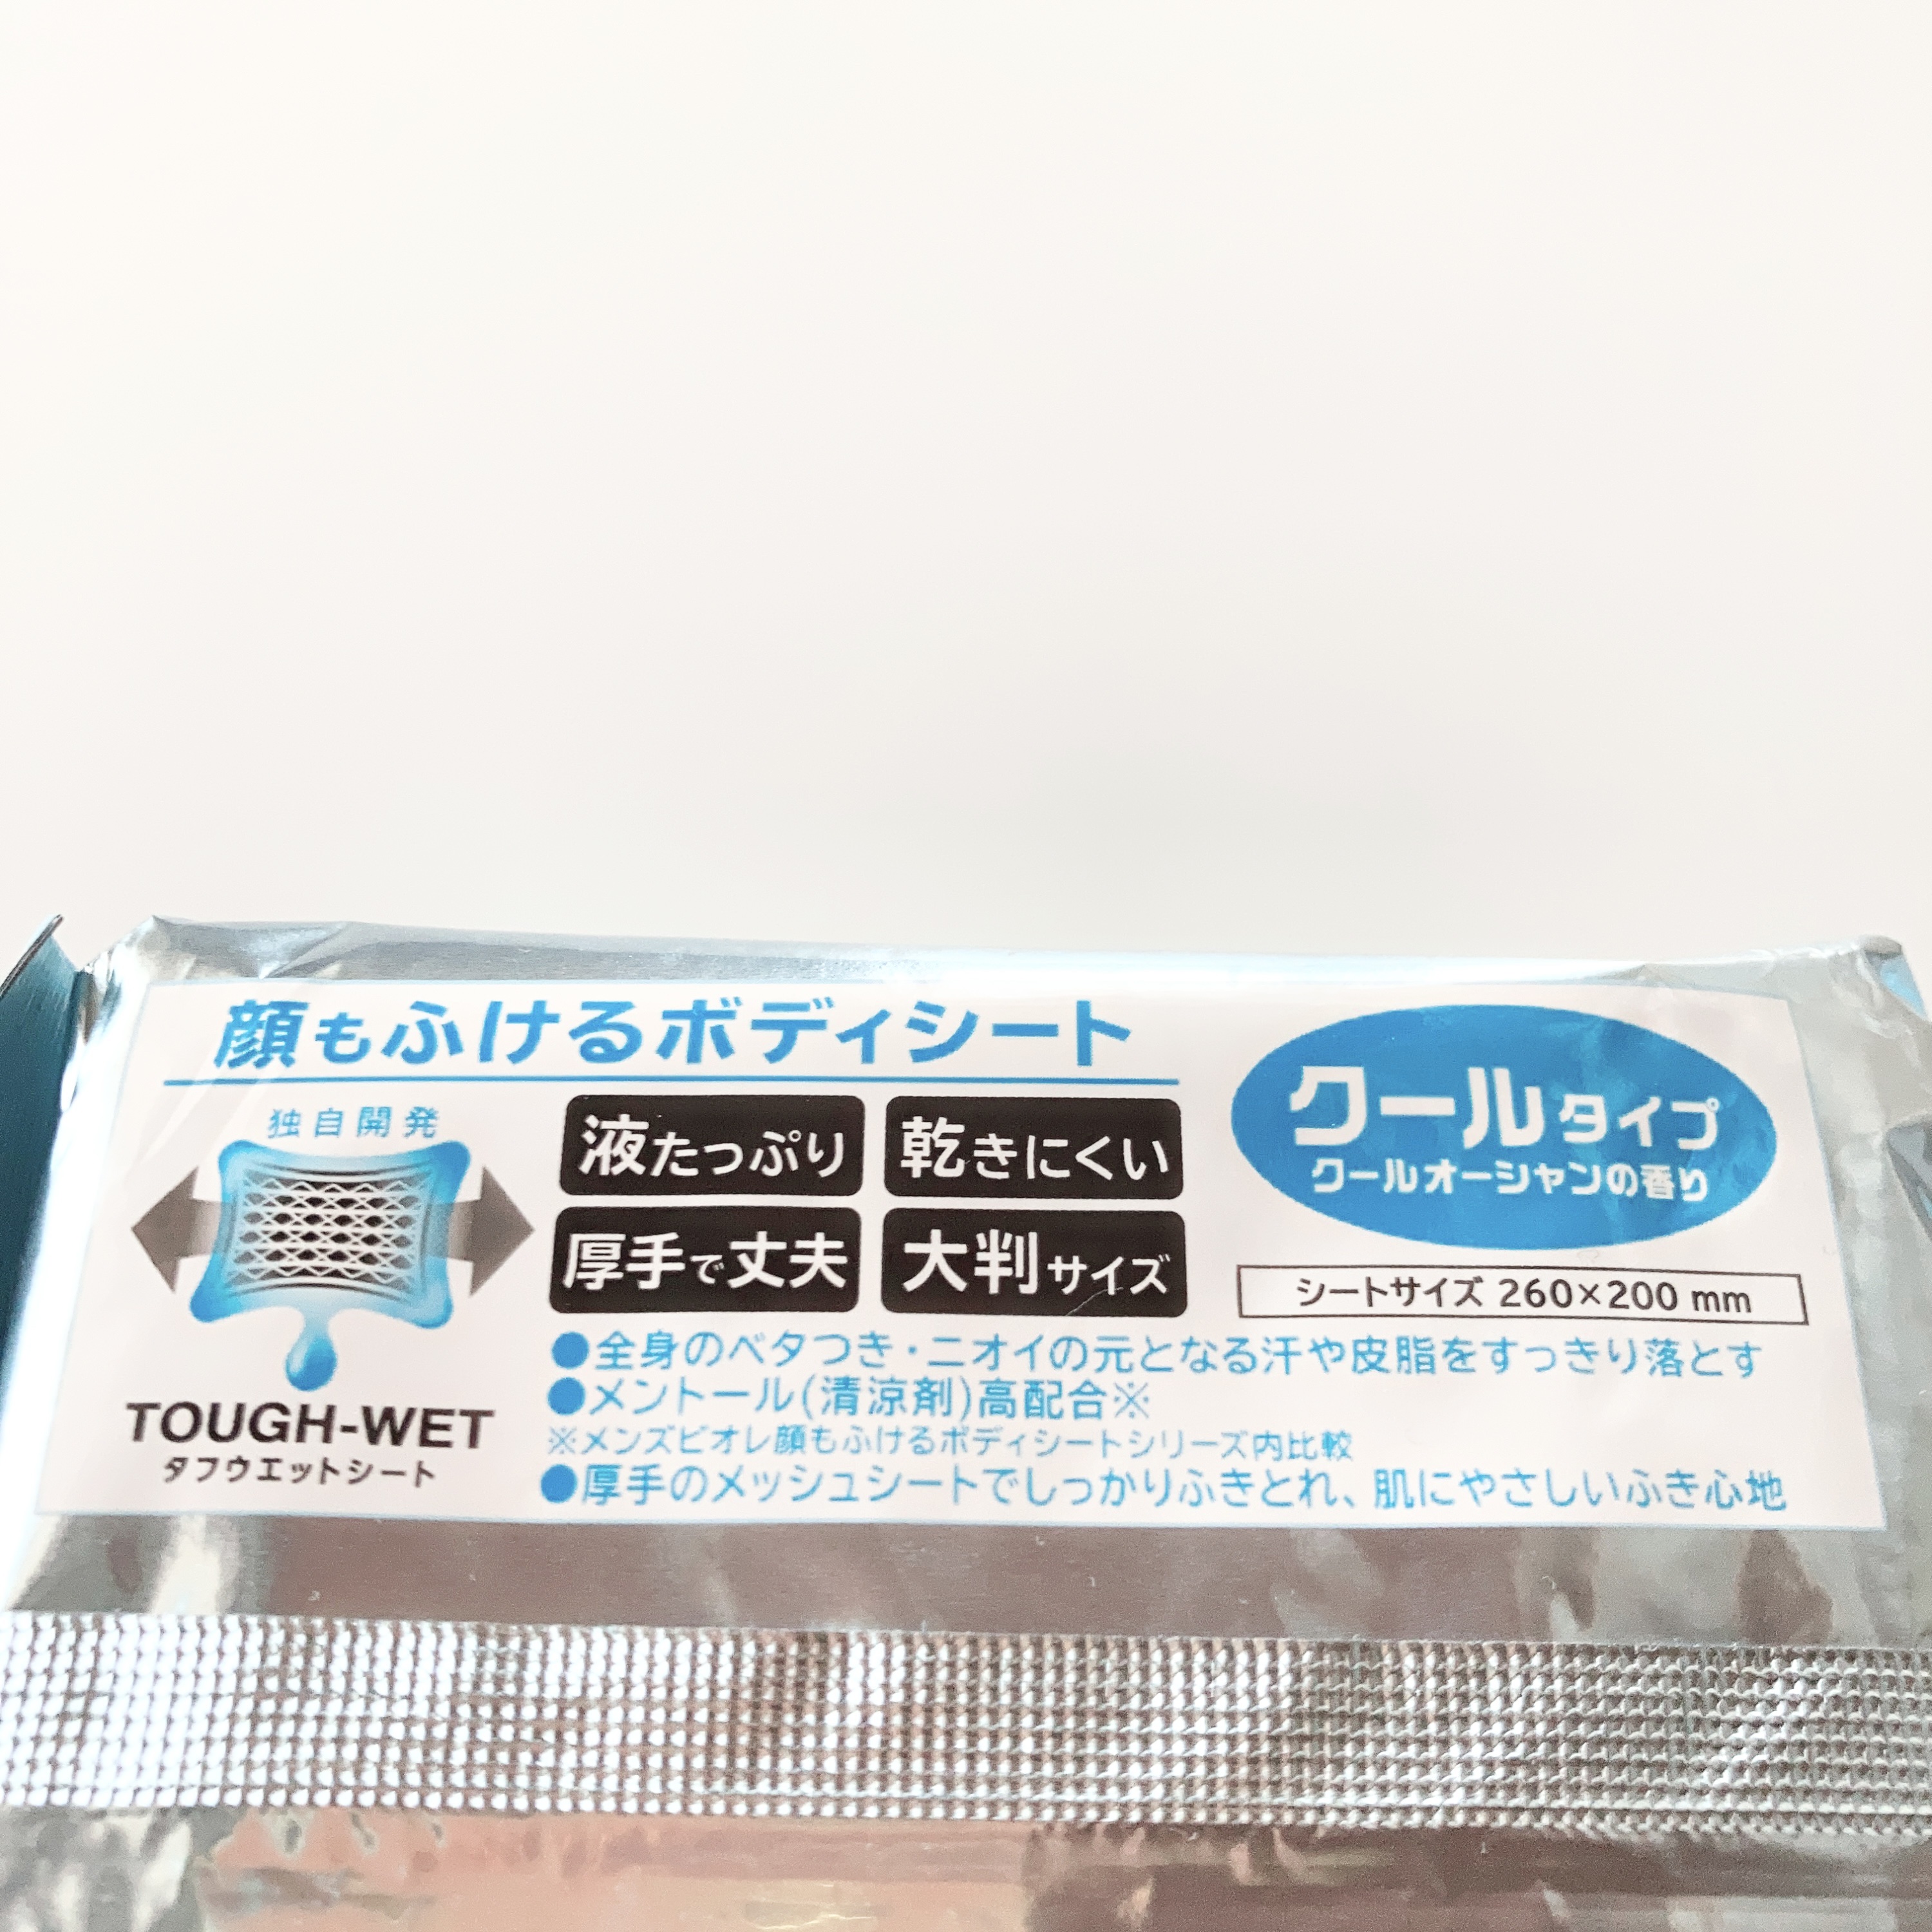 顔もふけるボディシート
独自開発
TOUGH-WET
タフウエットシート
液たっぷり
乾きにくい
厚手で丈夫
大判サイズ
クールタイプ
クールオーシャンの香り
シートサイズ 260×200 mm
●全身のベタつき・ニオイの元となる汗や皮脂をすっきり落とす
●メントール(清涼剤)高配合※
※メンズビオレ顔もふけるボディシートシリーズ内比較
●厚手のメッシュシートでしっかりふきとれ、肌にやさしいふき心地